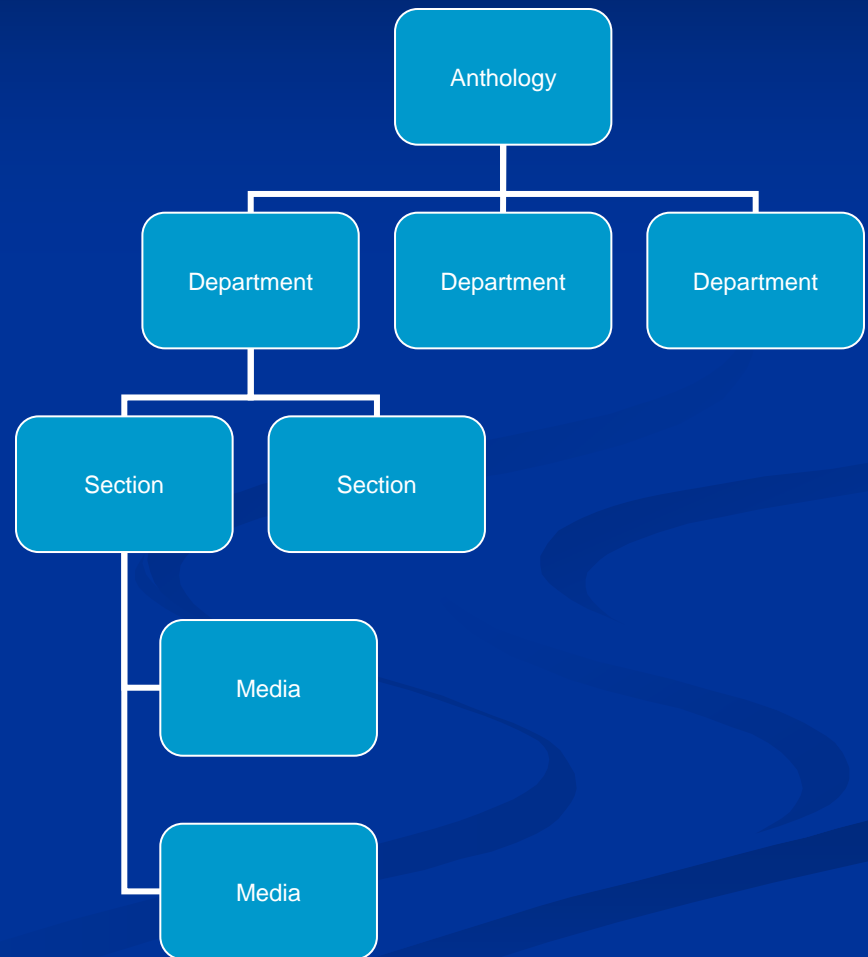 Anthology
Department
Department
Department
Section
Section
Media
Media